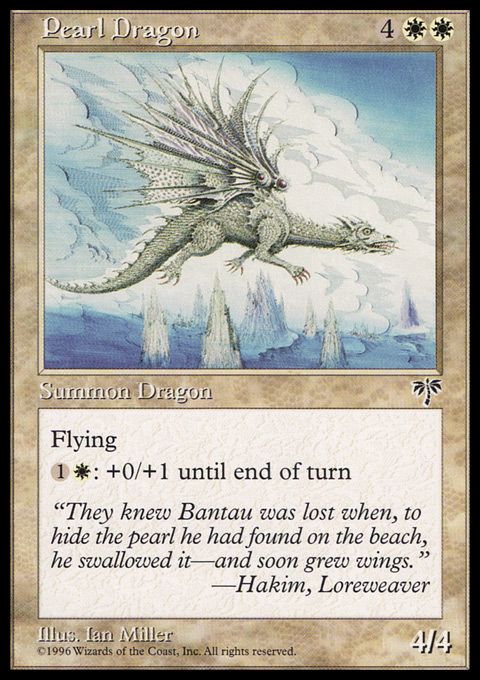 Pearl Dragon 4
Summon Dragon
Flying
1: +0/+1 until end of turn
“They knew Bantau was lost when, to
hide the pearl he had found on the beach,
he swallowed it—and soon grew wings.”
—Hakim, Loreweaver
Illus. Ian Miller
4/4
©1996 Wizards of the Coast, Inc. All rights reserved.